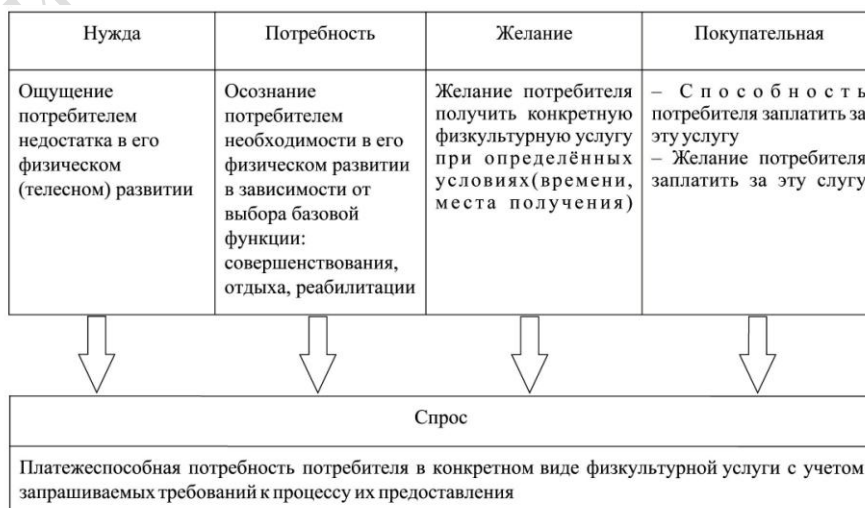 Нужда
Потребность
Желание
Покупательная
Ощущение
потребителем
недостатка в его
физическом
(телесном) развитии
Осознание
потребителем
необходимости в его
физическом развитии
в зависимости от
выбора базовой
функции:
совершенствования,
отдыха, реабилитации
Желание потребителя
получить конкретную
физкультурную услугу
при определённых
условиях(времени,
места получения)
– Способность
потребителя заплатить за
эту услугу
– Желание потребителя
заплатить за эту слугу
Спрос
Платежеспособная потребность потребителя в конкретном виде физкультурной услуги с учетом
запрашиваемых требований к процессу их предоставления